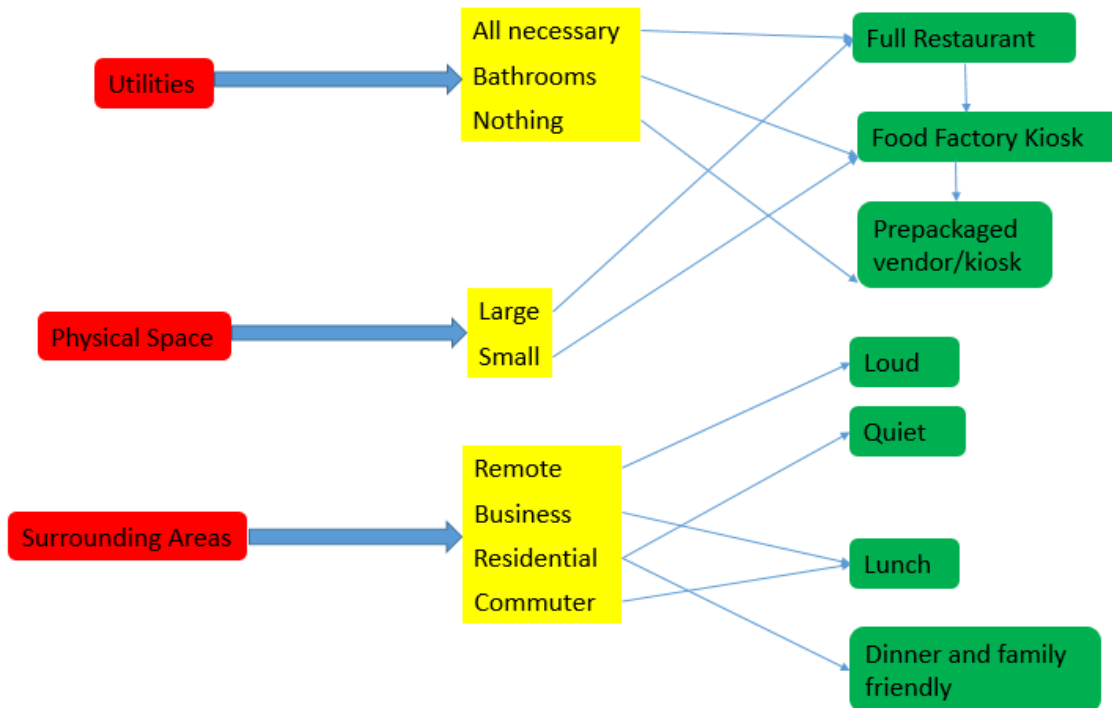 Utilities
All necessary
Bathrooms
Nothing
Full Restaurant
Food Factory Kiosk
Prepackaged
vendor/kiosk
Physical Space
Large
Small
Surrounding Areas
Remote
Business
Residential
Commuter
Loud
Quiet
Lunch
Dinner and family
friendly